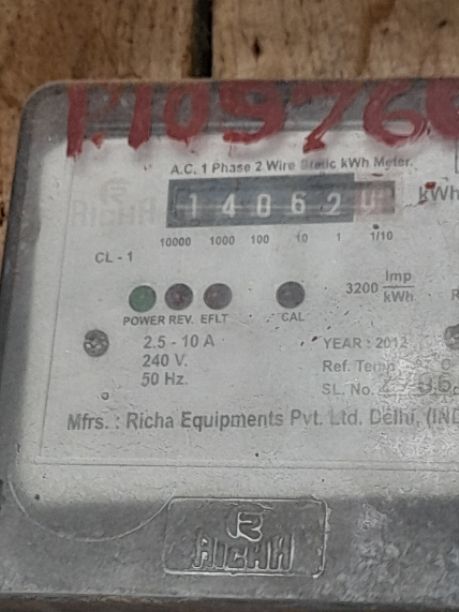 A.C. 1 Phase 2 Wire Static kWh Meter.
1 4 0 6 2
kWh
10000 1000 100 10 1 1/10
CL - 1
3200 Imp/kWh
POWER REV. EFLT CAL
2.5 - 10 A
240 V.
50 Hz.
YEAR : 2012
Ref. Temp
SL. No.
Mfrs. : Richa Equipments Pvt. Ltd. Delhi, (IND
R
RICHA